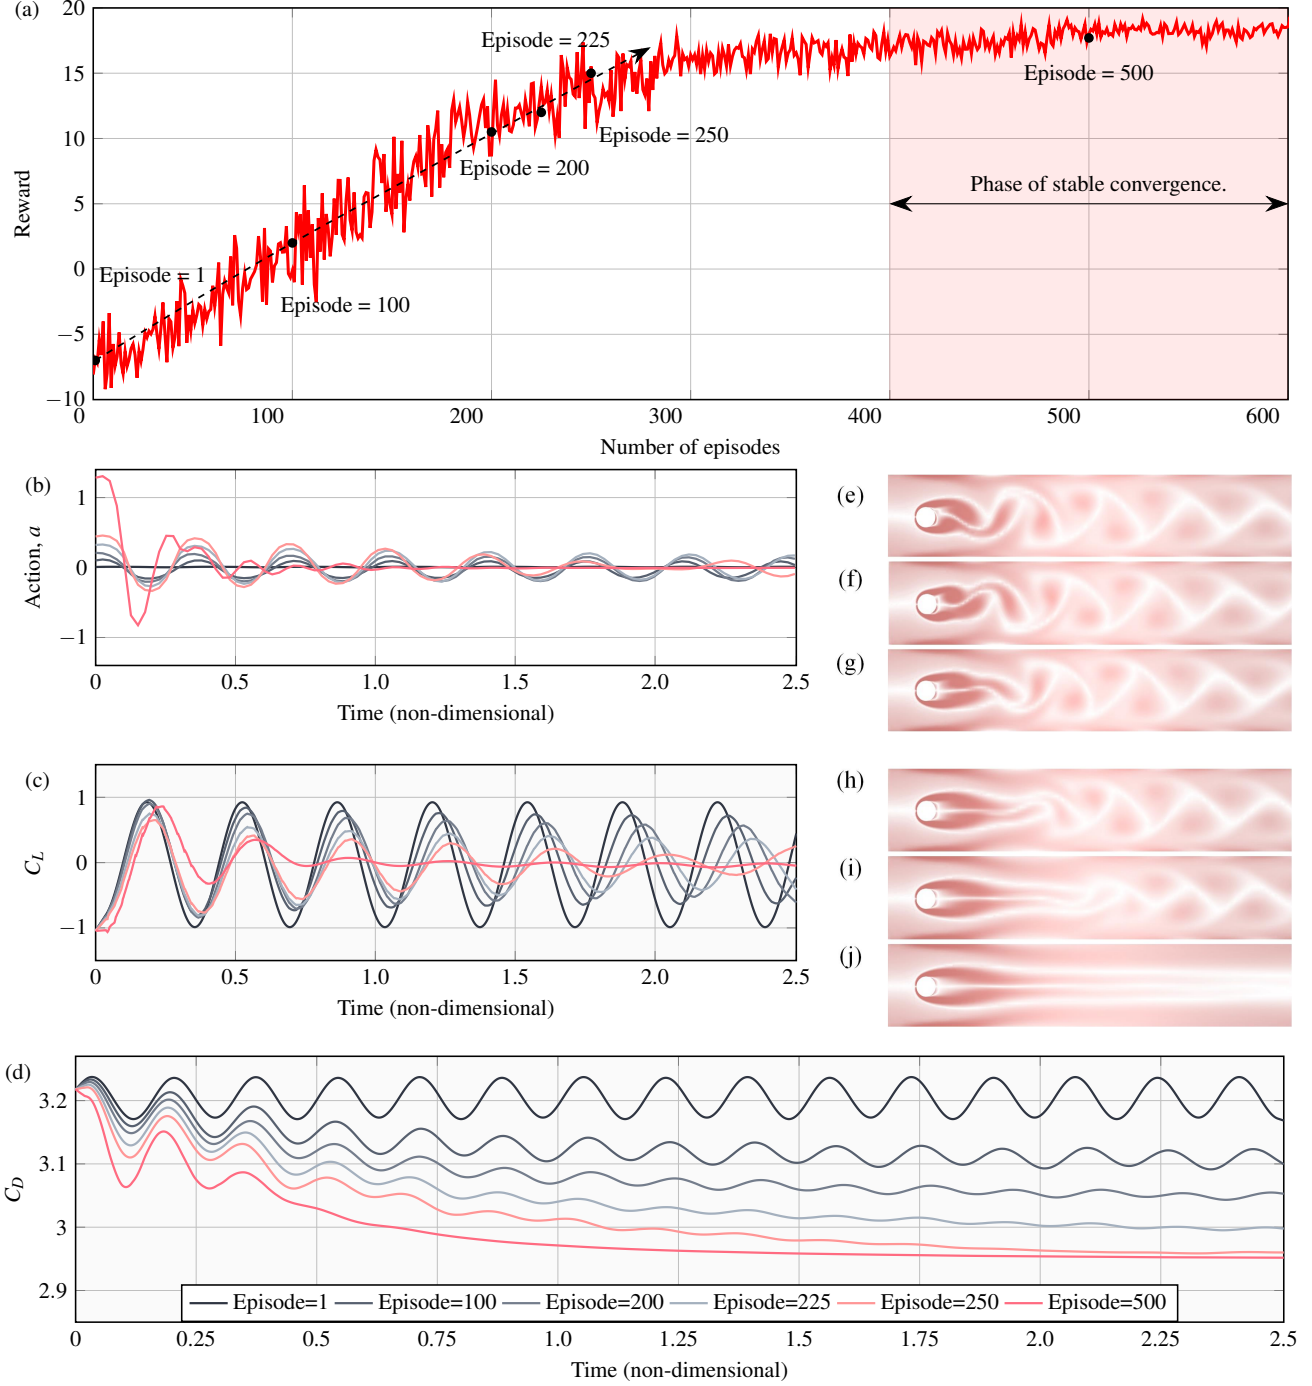 (a)
20
15
10
5
0
−5
−10
Reward
Episode = 225
Episode = 500
Episode = 250
Episode = 200
Phase of stable convergence.
Episode = 1
Episode = 100
0 100 200 300 400 500 600
Number of episodes
(b)
1
0
−1
Action, a
0 0.5 1.0 1.5 2.0 2.5
Time (non-dimensional)
(c)
1
0
−1
C_L
0 0.5 1.0 1.5 2.0 2.5
Time (non-dimensional)
(e)
(f)
(g)
(h)
(i)
(j)
(d)
3.2
3.1
3
2.9
C_D
Episode=1 Episode=100 Episode=200 Episode=225 Episode=250 Episode=500
0 0.25 0.5 0.75 1.0 1.25 1.5 1.75 2.0 2.25 2.5
Time (non-dimensional)